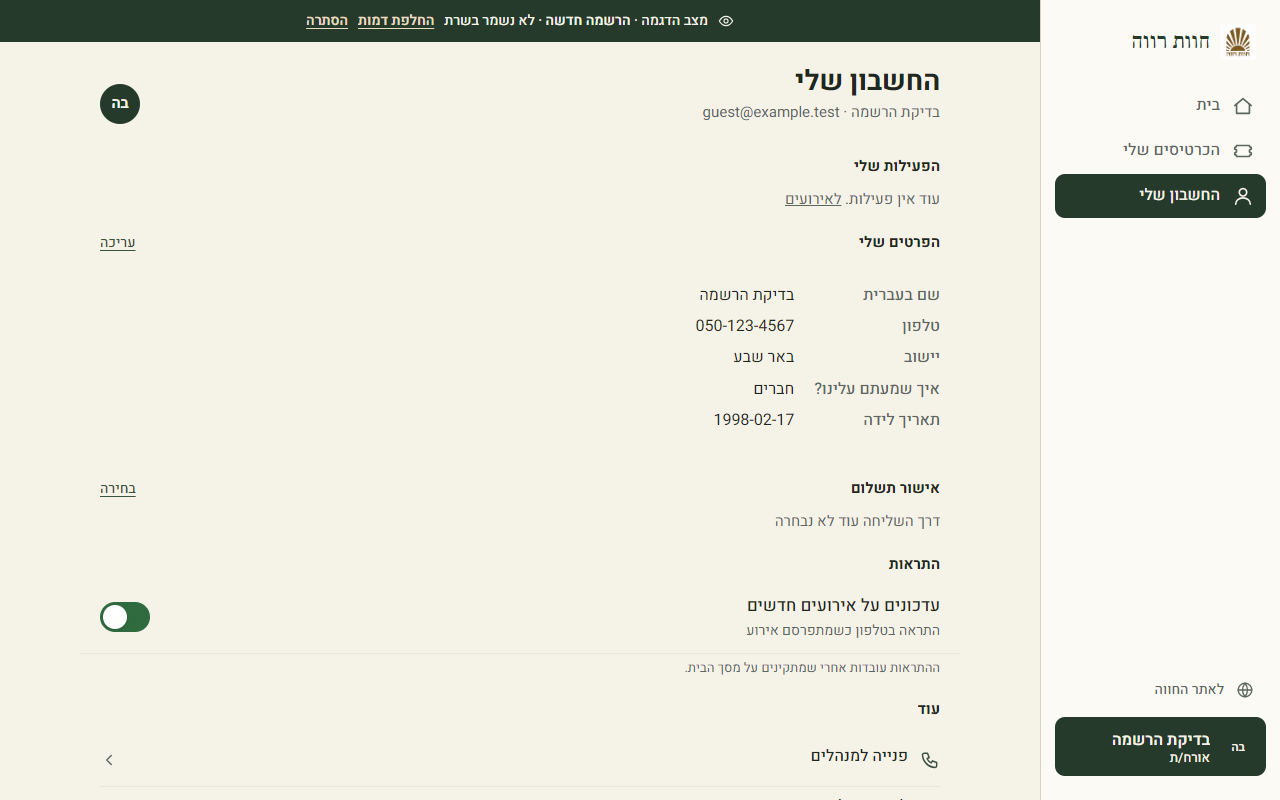 מצב הדגמה · הרשמה חדשה · לא נשמר בשרת החלפת דמות הסתרה
חוות רווה
בית
הכרטיסים שלי
החשבון שלי
החשבון שלי
בדיקת הרשמה · guest@example.test
בה
הפעילות שלי
עוד אין פעילות. לאירועים
הפרטים שלי
עריכה
שם בעברית בדיקת הרשמה
טלפון 050-123-4567
יישוב באר שבע
איך שמעתם עלינו? חברים
תאריך לידה 1998-02-17
אישור תשלום
בחירה
דרך השליחה עוד לא נבחרה
התראות
עדכונים על אירועים חדשים
התראה בטלפון כשמתפרסם אירוע
ההתראות עובדות אחרי שמתקינים על מסך הבית.
עוד
פנייה למנהלים
לאתר החווה
בה
בדיקת הרשמה
אורח/ת